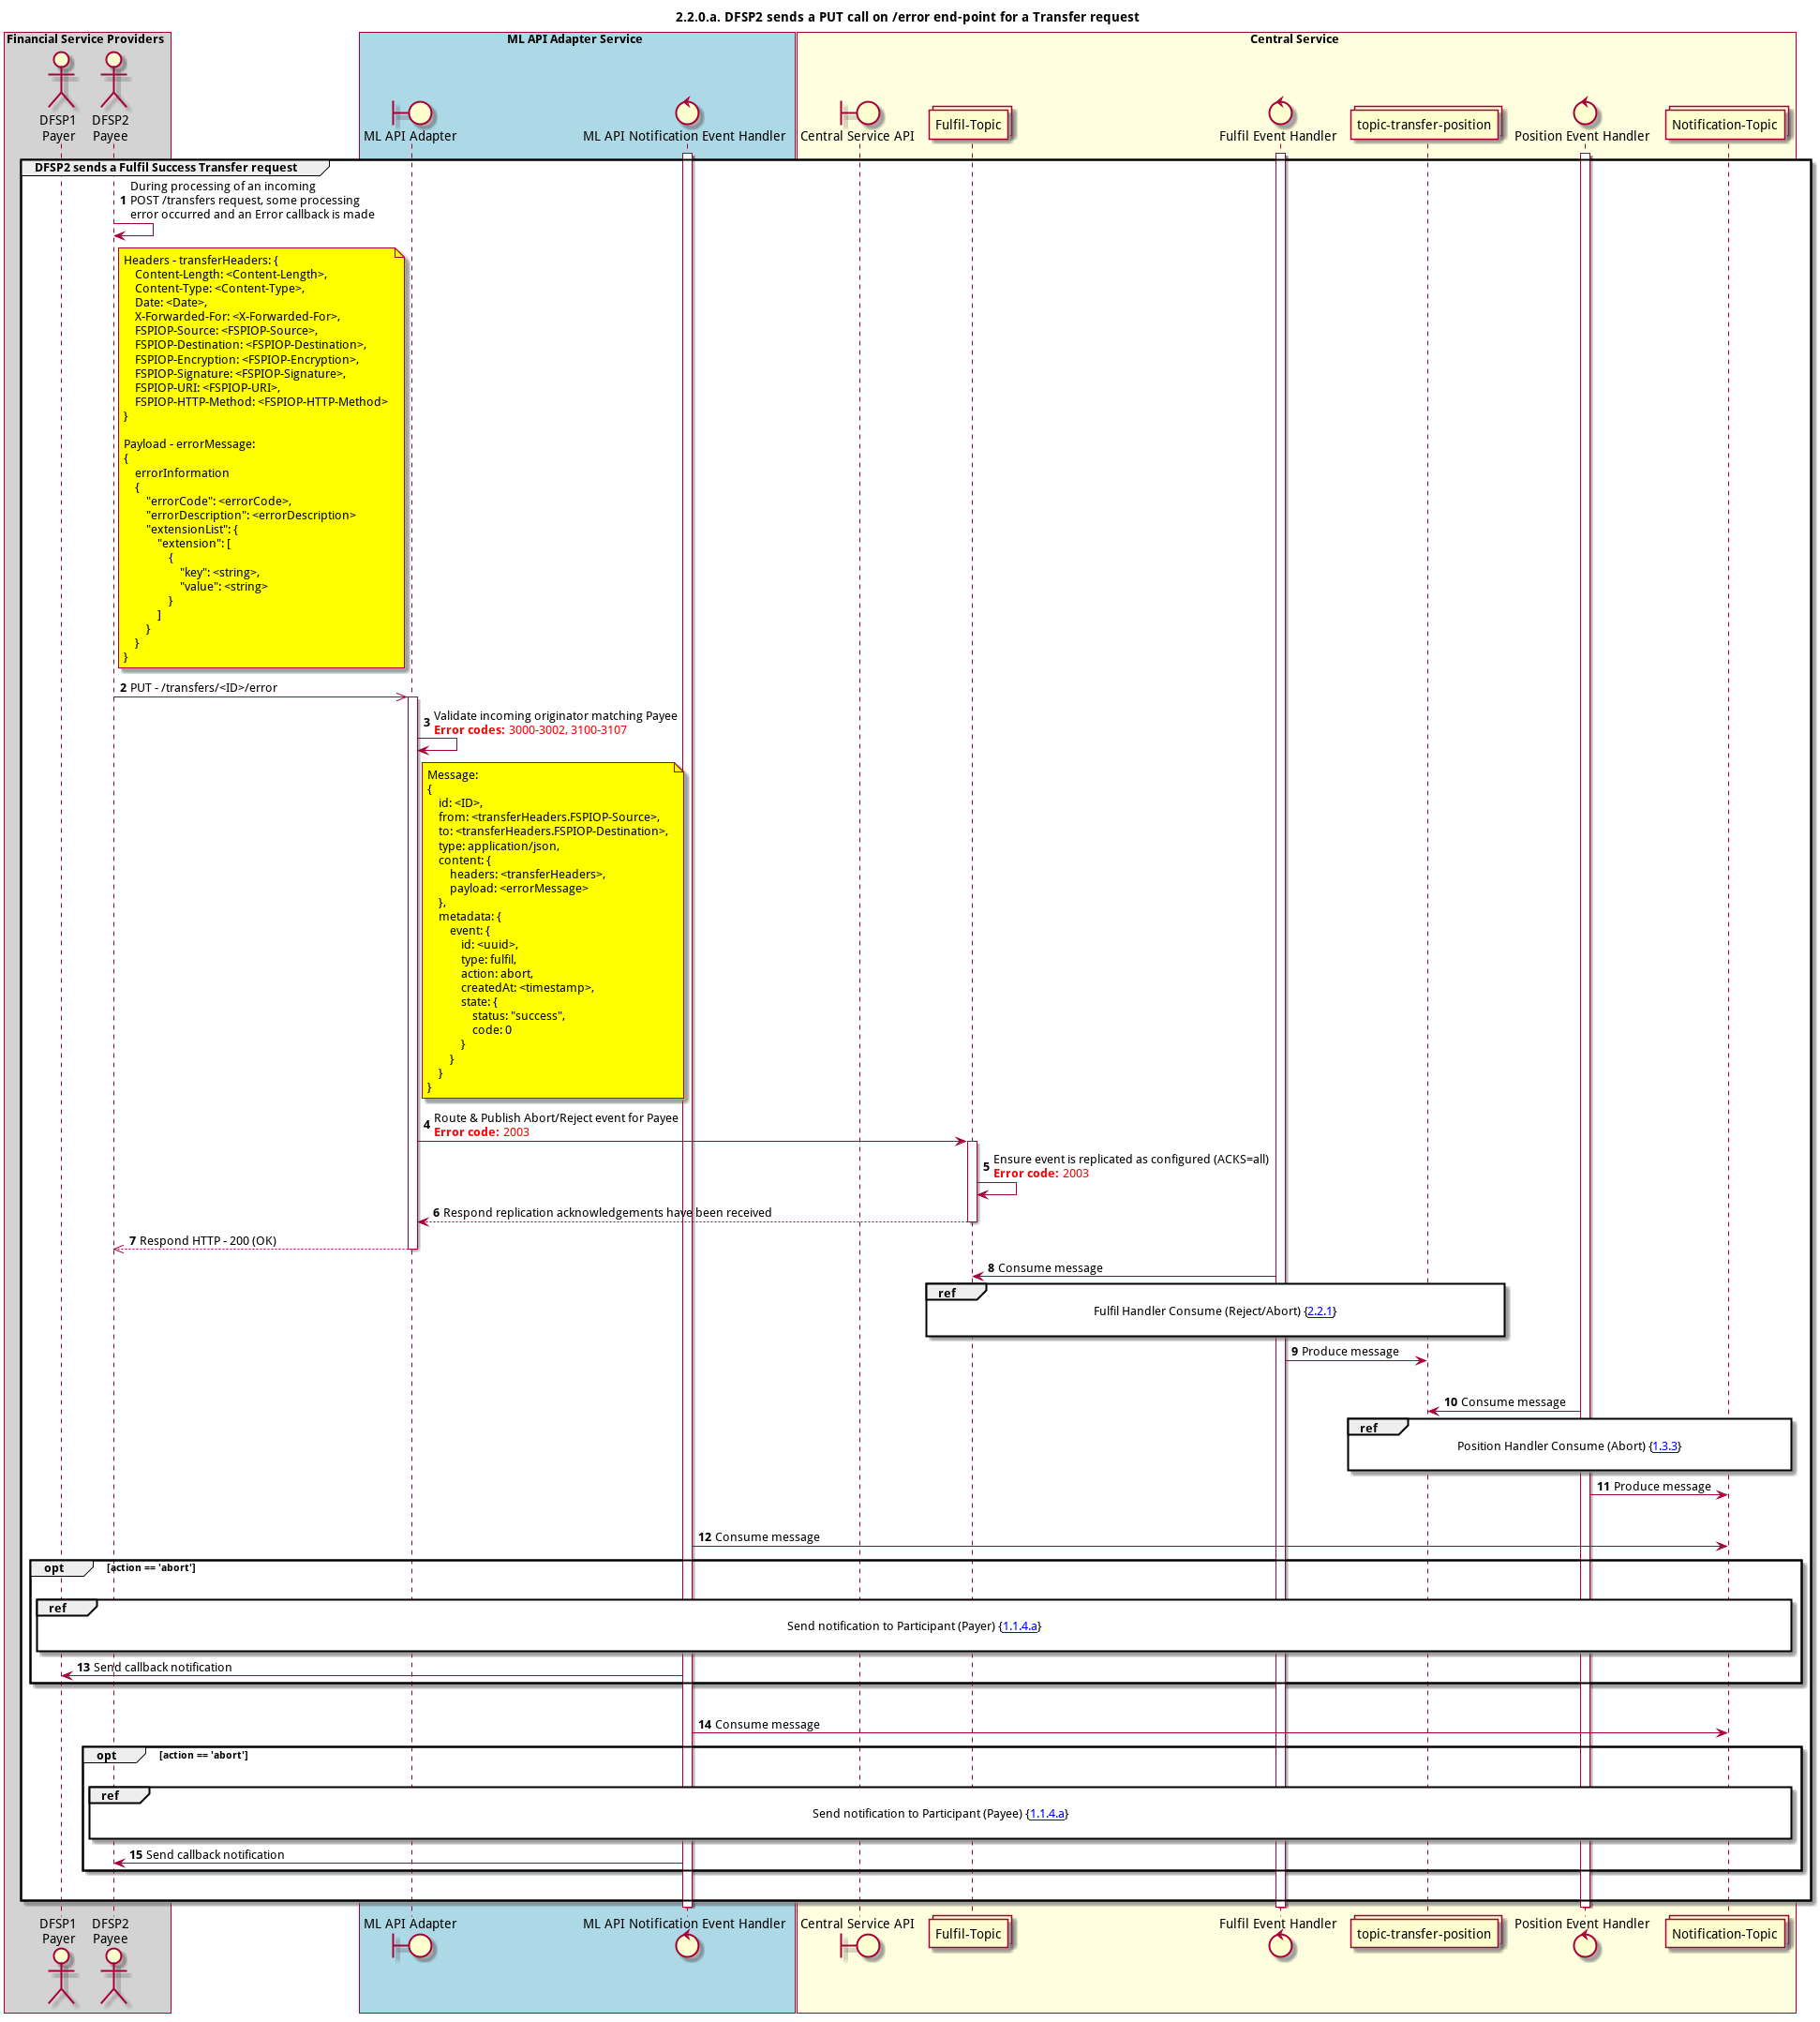 2.2.0.a. DFSP2 sends a PUT call on /error end-point for a Transfer request
Financial Service Providers
ML API Adapter Service
Central Service
DFSP1
Payer
DFSP2
Payee
ML API Adapter
ML API Notification Event Handler
Central Service API
Fulfil-Topic
Fulfil Event Handler
topic-transfer-position
Position Event Handler
Notification-Topic
DFSP2 sends a Fulfil Success Transfer request
During processing of an incoming
1 POST /transfers request, some processing
error occurred and an Error callback is made
Headers - transferHeaders: {
Content-Length: <Content-Length>,
Content-Type: <Content-Type>,
Date: <Date>,
X-Forwarded-For: <X-Forwarded-For>,
FSPIOP-Source: <FSPIOP-Source>,
FSPIOP-Destination: <FSPIOP-Destination>,
FSPIOP-Encryption: <FSPIOP-Encryption>,
FSPIOP-Signature: <FSPIOP-Signature>,
FSPIOP-URI: <FSPIOP-URI>,
FSPIOP-HTTP-Method: <FSPIOP-HTTP-Method>
}
Payload - errorMessage:
{
errorInformation
{
"errorCode": <errorCode>,
"errorDescription": <errorDescription>
"extensionList": {
"extension": [
{
"key": <string>,
"value": <string>
}
]
}
}
}
2 PUT - /transfers/<ID>/error
3 Validate incoming originator matching Payee
Error codes: 3000-3002, 3100-3107
Message:
{
id: <ID>,
from: <transferHeaders.FSPIOP-Source>,
to: <transferHeaders.FSPIOP-Destination>,
type: application/json,
content: {
headers: <transferHeaders>,
payload: <errorMessage>
},
metadata: {
event: {
id: <uuid>,
type: fulfil,
action: abort,
createdAt: <timestamp>,
state: {
status: "success",
code: 0
}
}
}
}
4 Route & Publish Abort/Reject event for Payee
Error code: 2003
5 Ensure event is replicated as configured (ACKS=all)
Error code: 2003
6 Respond replication acknowledgements have been received
7 Respond HTTP - 200 (OK)
8 Consume message
ref
Fulfil Handler Consume (Reject/Abort) {2.2.1}
9 Produce message
10 Consume message
ref
Position Handler Consume (Abort) {1.3.3}
11 Produce message
12 Consume message
opt [action == 'abort']
ref
Send notification to Participant (Payer) {1.1.4.a}
13 Send callback notification
14 Consume message
opt [action == 'abort']
ref
Send notification to Participant (Payee) {1.1.4.a}
15 Send callback notification
DFSP1
Payer
DFSP2
Payee
ML API Adapter
ML API Notification Event Handler
Central Service API
Fulfil-Topic
Fulfil Event Handler
topic-transfer-position
Position Event Handler
Notification-Topic